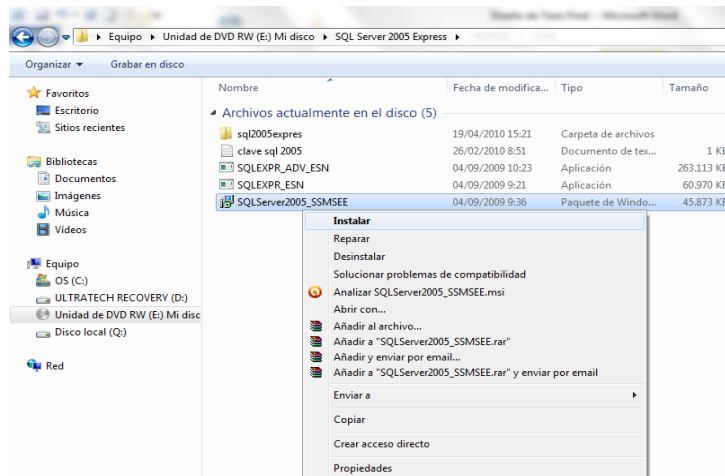 Diseño de Tesis Final - Microsoft Word
Equipo ▸ Unidad de DVD RW (E:) Mi disco ▸ SQL Server 2005 Express ▸
Organizar Grabar en disco
Favoritos
Escritorio
Sitios recientes
Bibliotecas
Documentos
Imágenes
Música
Vídeos
Equipo
OS (C:)
ULTRATECH RECOVERY (D:)
Unidad de DVD RW (E:) Mi disc
Disco local (Q:)
Red
Nombre Fecha de modifica... Tipo Tamaño
Archivos actualmente en el disco (5)
sql2005expres 19/04/2010 15:21 Carpeta de archivos
clave sql 2005 26/02/2010 8:51 Documento de tex... 1 KB
SQLEXPR_ADV_ESN 04/09/2009 10:23 Aplicación 263.113 KB
SQLEXPR_ESN 04/09/2009 9:21 Aplicación 60.970 KB
SQLServer2005_SSMSEE 04/09/2009 9:36 Paquete de Windo... 45.873 KB
Instalar
Reparar
Desinstalar
Solucionar problemas de compatibilidad
Analizar SQLServer2005_SSMSEE.msi
Abrir con...
Añadir al archivo...
Añadir a "SQLServer2005_SSMSEE.rar"
Añadir y enviar por email...
Añadir a "SQLServer2005_SSMSEE.rar" y enviar por email
Enviar a
Copiar
Crear acceso directo
Propiedades